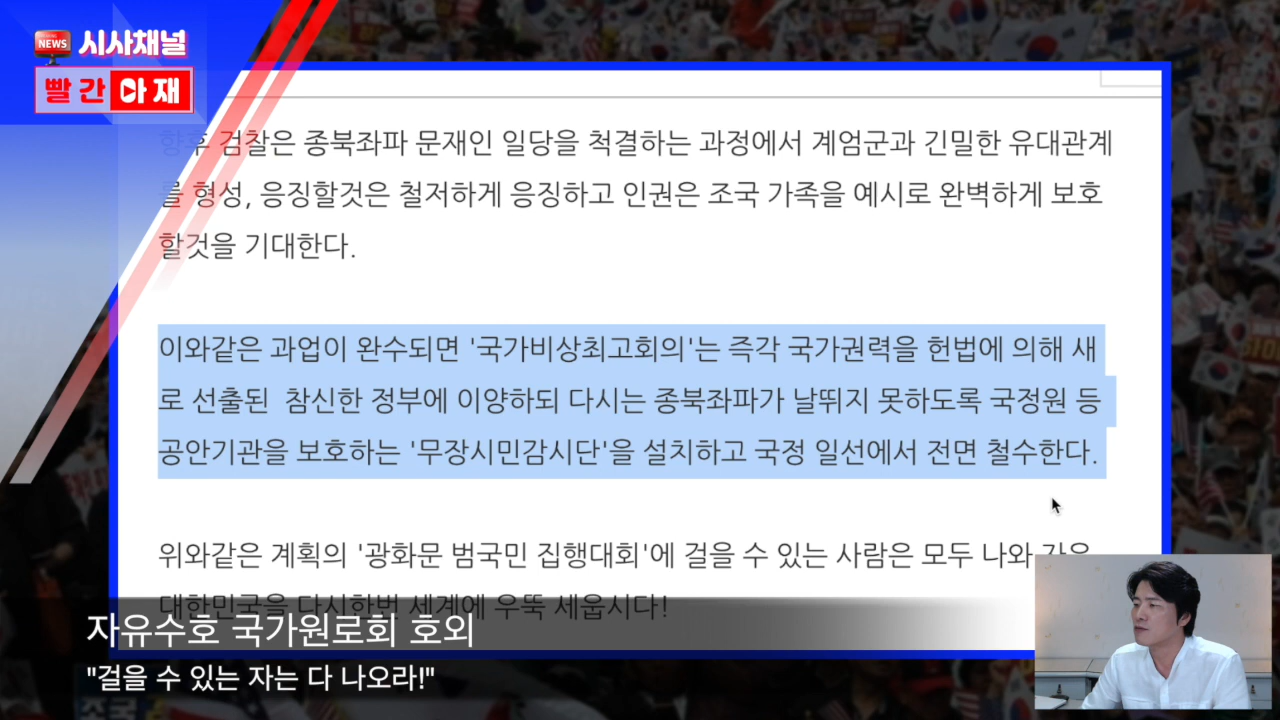 NEWS 시사채널
빨간아재
향후 검찰은 종북좌파 문재인 일당을 척결하는 과정에서 계엄군과 긴밀한 유대관계
를 형성, 응징할것은 철저하게 응징하고 인권은 조국 가족을 예시로 완벽하게 보호
할것을 기대한다.
이와같은 과업이 완수되면 '국가비상최고회의'는 즉각 국가권력을 헌법에 의해 새
로 선출된 참신한 정부에 이양하되 다시는 종북좌파가 날뛰지 못하도록 국정원 등
공안기관을 보호하는 '무장시민감시단'을 설치하고 국정 일선에서 전면 철수한다.
위와같은 계획의 '광화문 범국민 집행대회'에 걸을 수 있는 사람은 모두 나와
대한민국을 다시한번 세계에 우뚝 세웁시다!
자유수호 국가원로회 호외
"걸을 수 있는 자는 다 나오라!"
조국